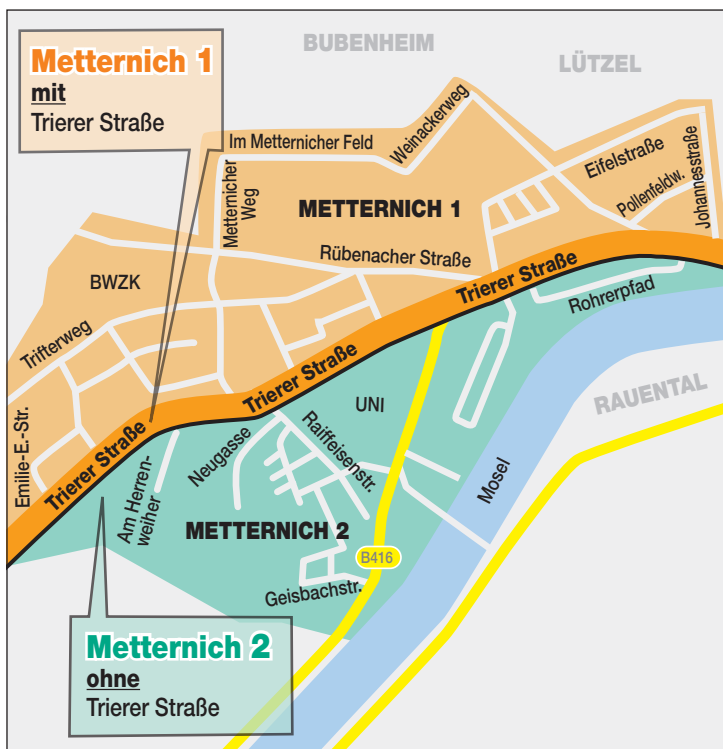 BUBENHEIM
LÜTZEL
Metternich 1
mit
Trierer Straße
Im Metternicher Feld
Weinackerweg
Metternicher
Weg
METTERNICH 1
Eifelstraße
Pollenfeldw.
Johannesstraße
Rübenacher Straße
BWZK
Trierer Straße
Rohrerpfad
Trifterweg
RAUENTAL
Trierer Straße
UNI
Emilie-E.-Str.
Trierer Straße
Am Herren-
weiher
Neugasse
Raiffeisenstr.
Mosel
METTERNICH 2
B416
Geisbachstr.
Metternich 2
ohne
Trierer Straße